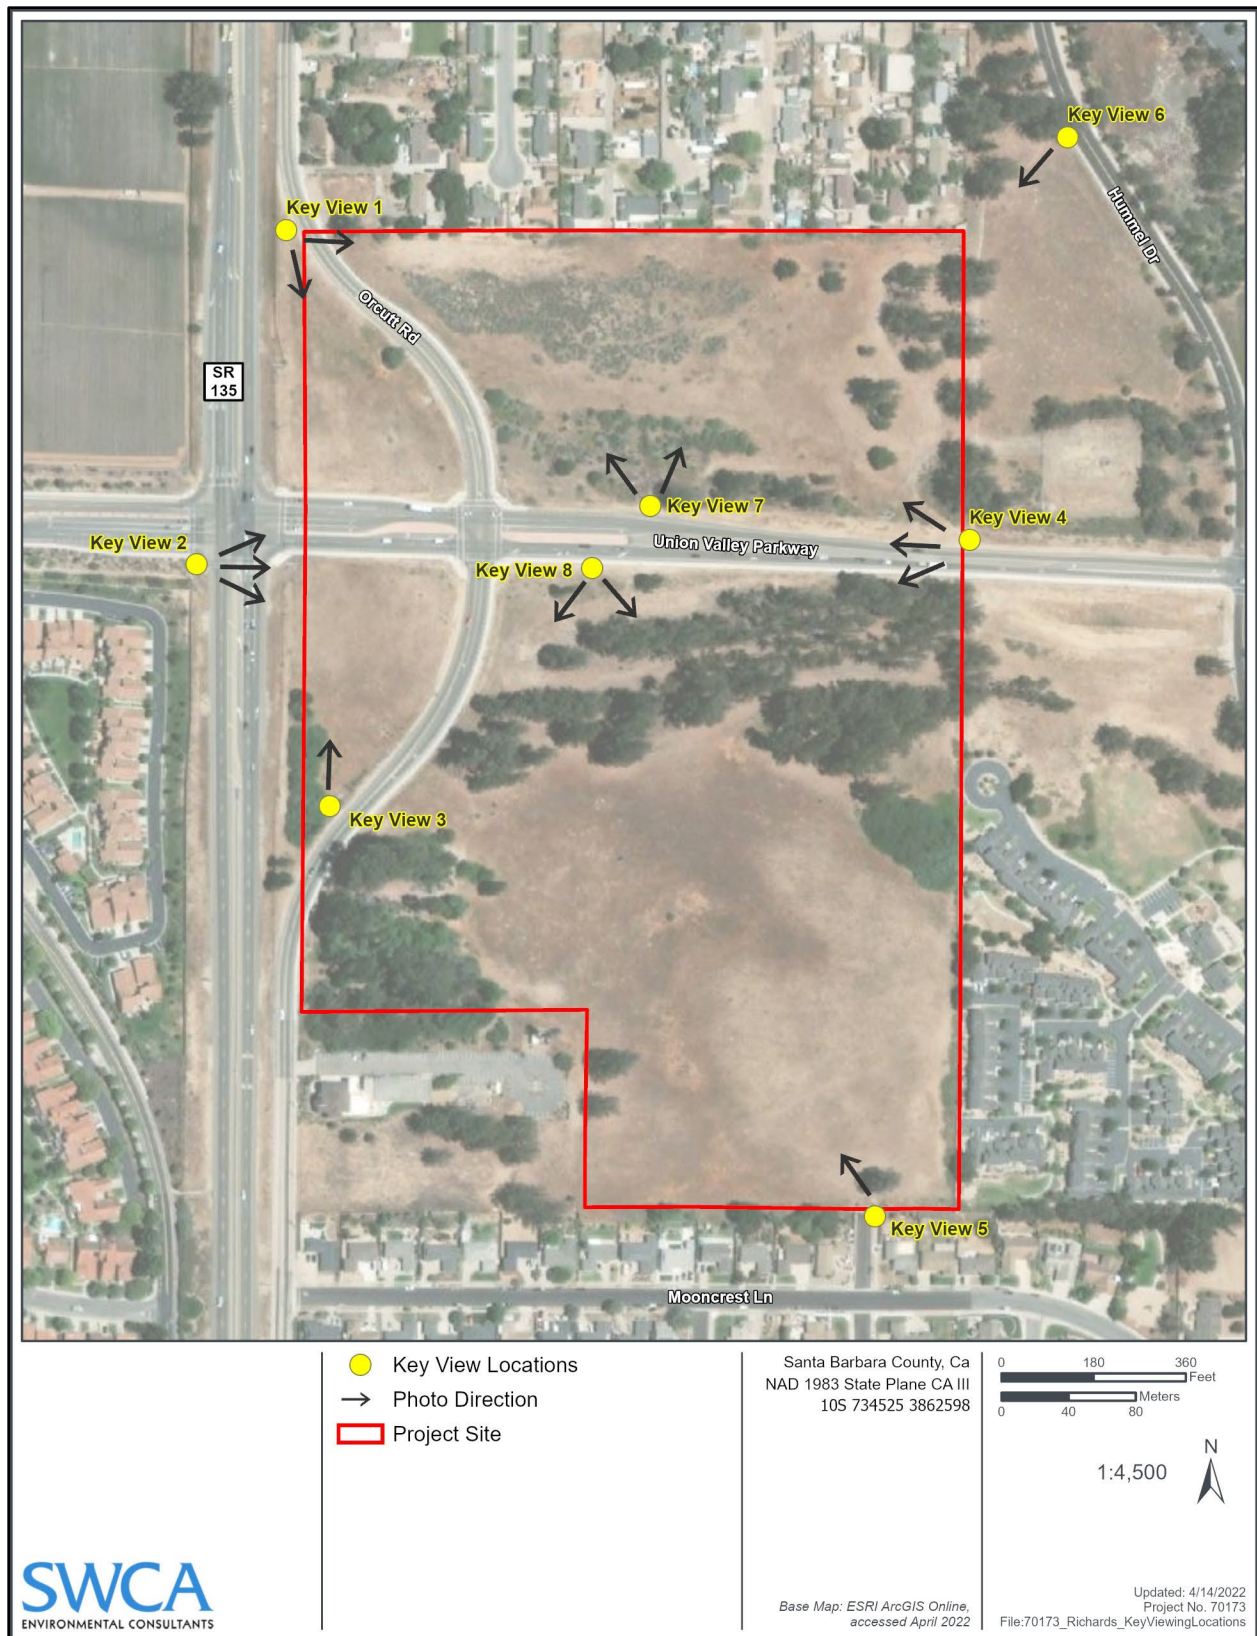 Key View 6
Key View 1
Hummel Dr
Orcutt Rd
SR
135
Key View 7
Key View 4
Key View 2
Union Valley Parkway
Key View 8
Key View 3
Key View 5
Mooncrest Ln
Key View Locations
Photo Direction
Project Site
Santa Barbara County, Ca
NAD 1983 State Plane CA III
10S 734525 3862598
0 180 360
Feet
Meters
0 40 80
N
1:4,500
SWCA
ENVIRONMENTAL CONSULTANTS
Base Map: ESRI ArcGIS Online,
accessed April 2022
Updated: 4/14/2022
Project No. 70173
File:70173_Richards_KeyViewingLocations